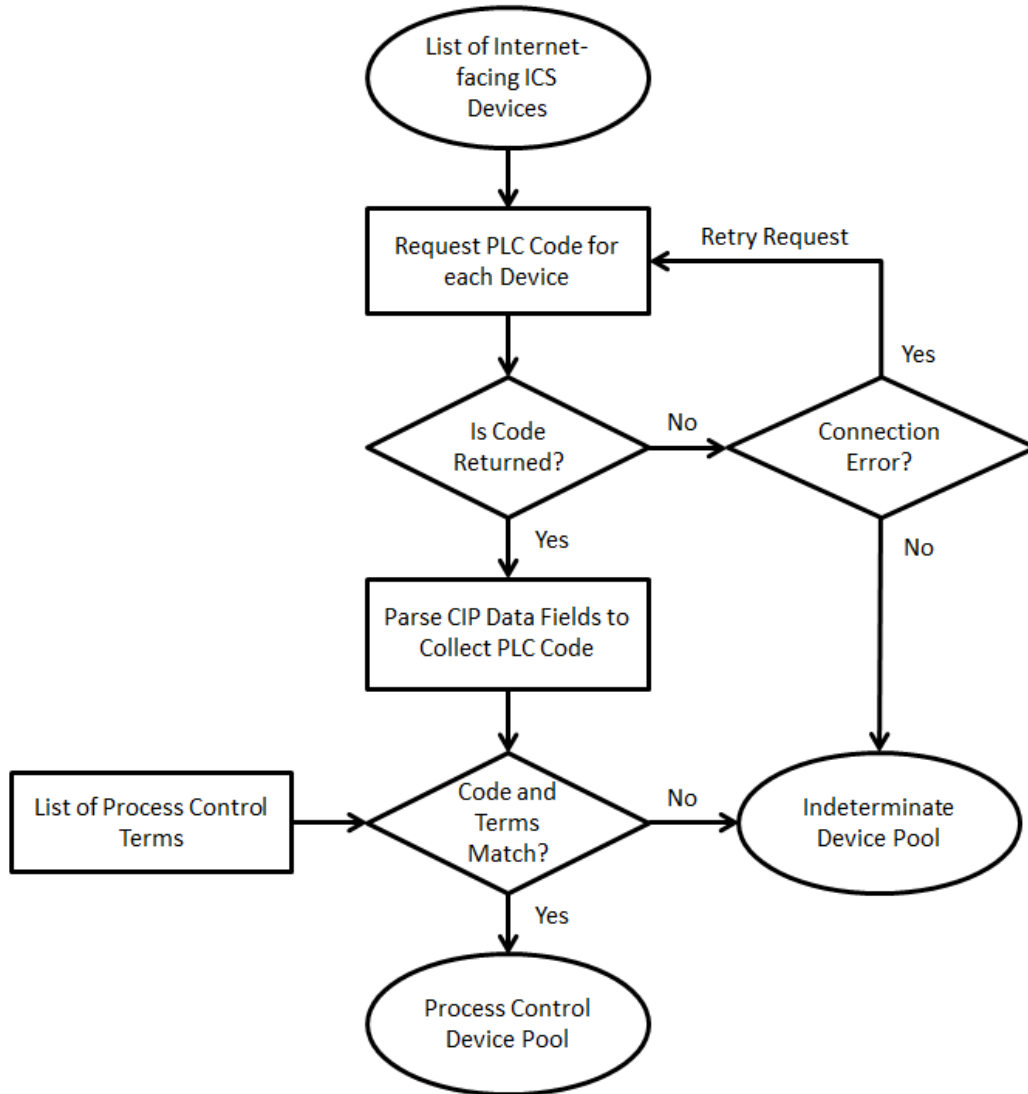 List of Internet-
facing ICS
Devices
Request PLC Code for
each Device
Retry Request
Yes
Is Code
Returned?
No
Connection
Error?
Yes
No
Parse CIP Data Fields to
Collect PLC Code
List of Process Control
Terms
Code and
Terms
Match?
No
Indeterminate
Device Pool
Yes
Process Control
Device Pool